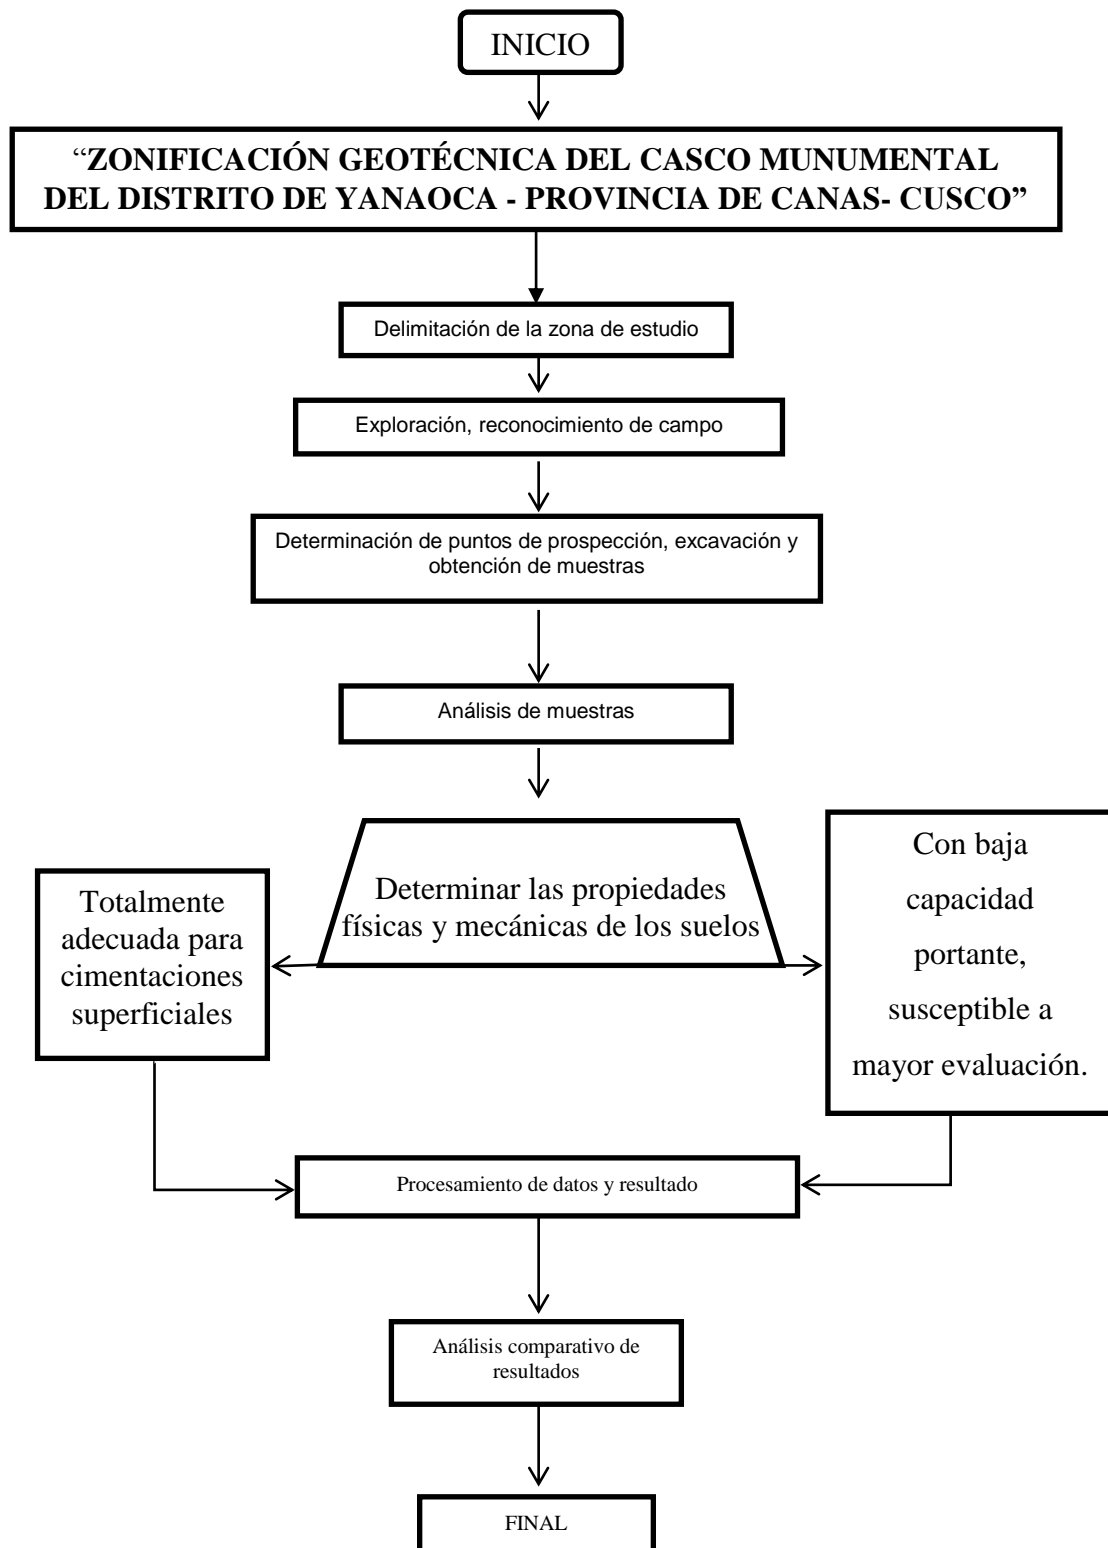 INICIO
“ZONIFICACIÓN GEOTÉCNICA DEL CASCO MUNUMENTAL
DEL DISTRITO DE YANAOCA - PROVINCIA DE CANAS- CUSCO”
Delimitación de la zona de estudio
Exploración, reconocimiento de campo
Determinación de puntos de prospección, excavación y
obtención de muestras
Análisis de muestras
Determinar las propiedades
físicas y mecánicas de los suelos
Totalmente
adecuada para
cimentaciones
superficiales
Con baja
capacidad
portante,
susceptible a
mayor evaluación.
Procesamiento de datos y resultado
Análisis comparativo de
resultados
FINAL